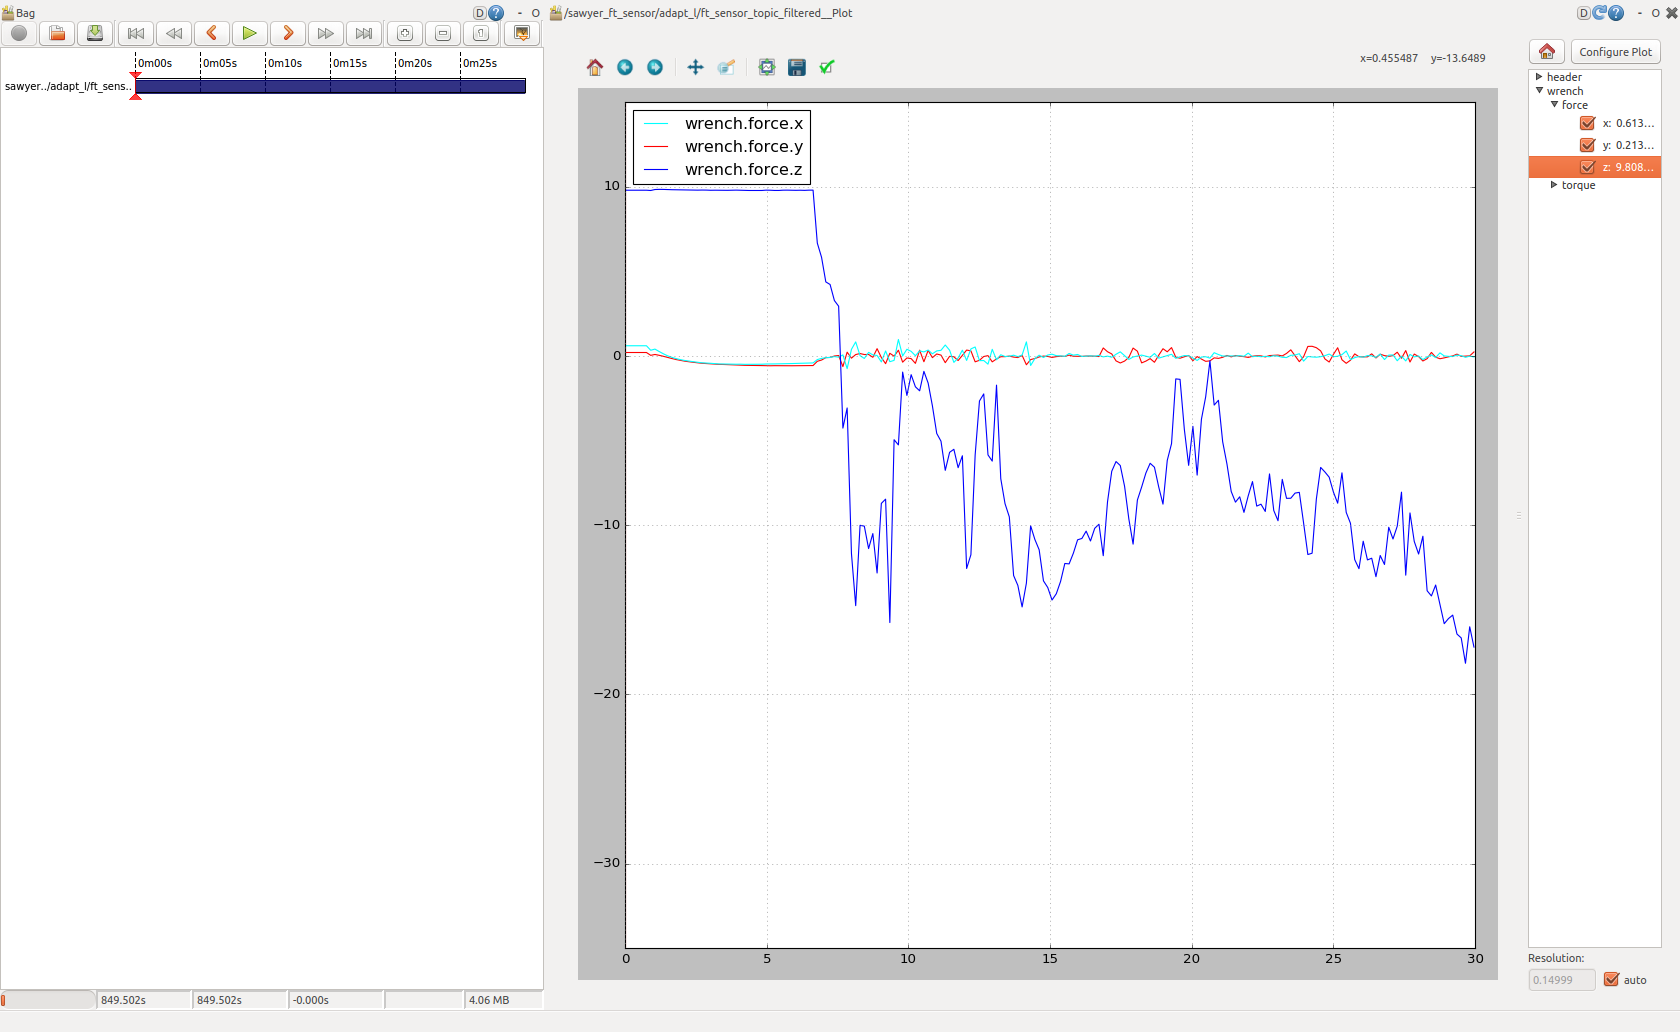 Bag
D ? - O
/sawyer_ft_sensor/adapt_l/ft_sensor_topic_filtered__Plot
D ? - O
0m00s 0m05s 0m10s 0m15s 0m20s 0m25s
sawyer../adapt_l/ft_sens..
x=0.455487 y=-13.6489
Configure Plot
header
wrench
force
x: 0.613...
y: 0.213...
z: 9.808...
torque
wrench.force.x
wrench.force.y
wrench.force.z
10
0
−10
−20
−30
0 5 10 15 20 25 30
Resolution:
0.14999 auto
849.502s 849.502s -0.000s 4.06 MB